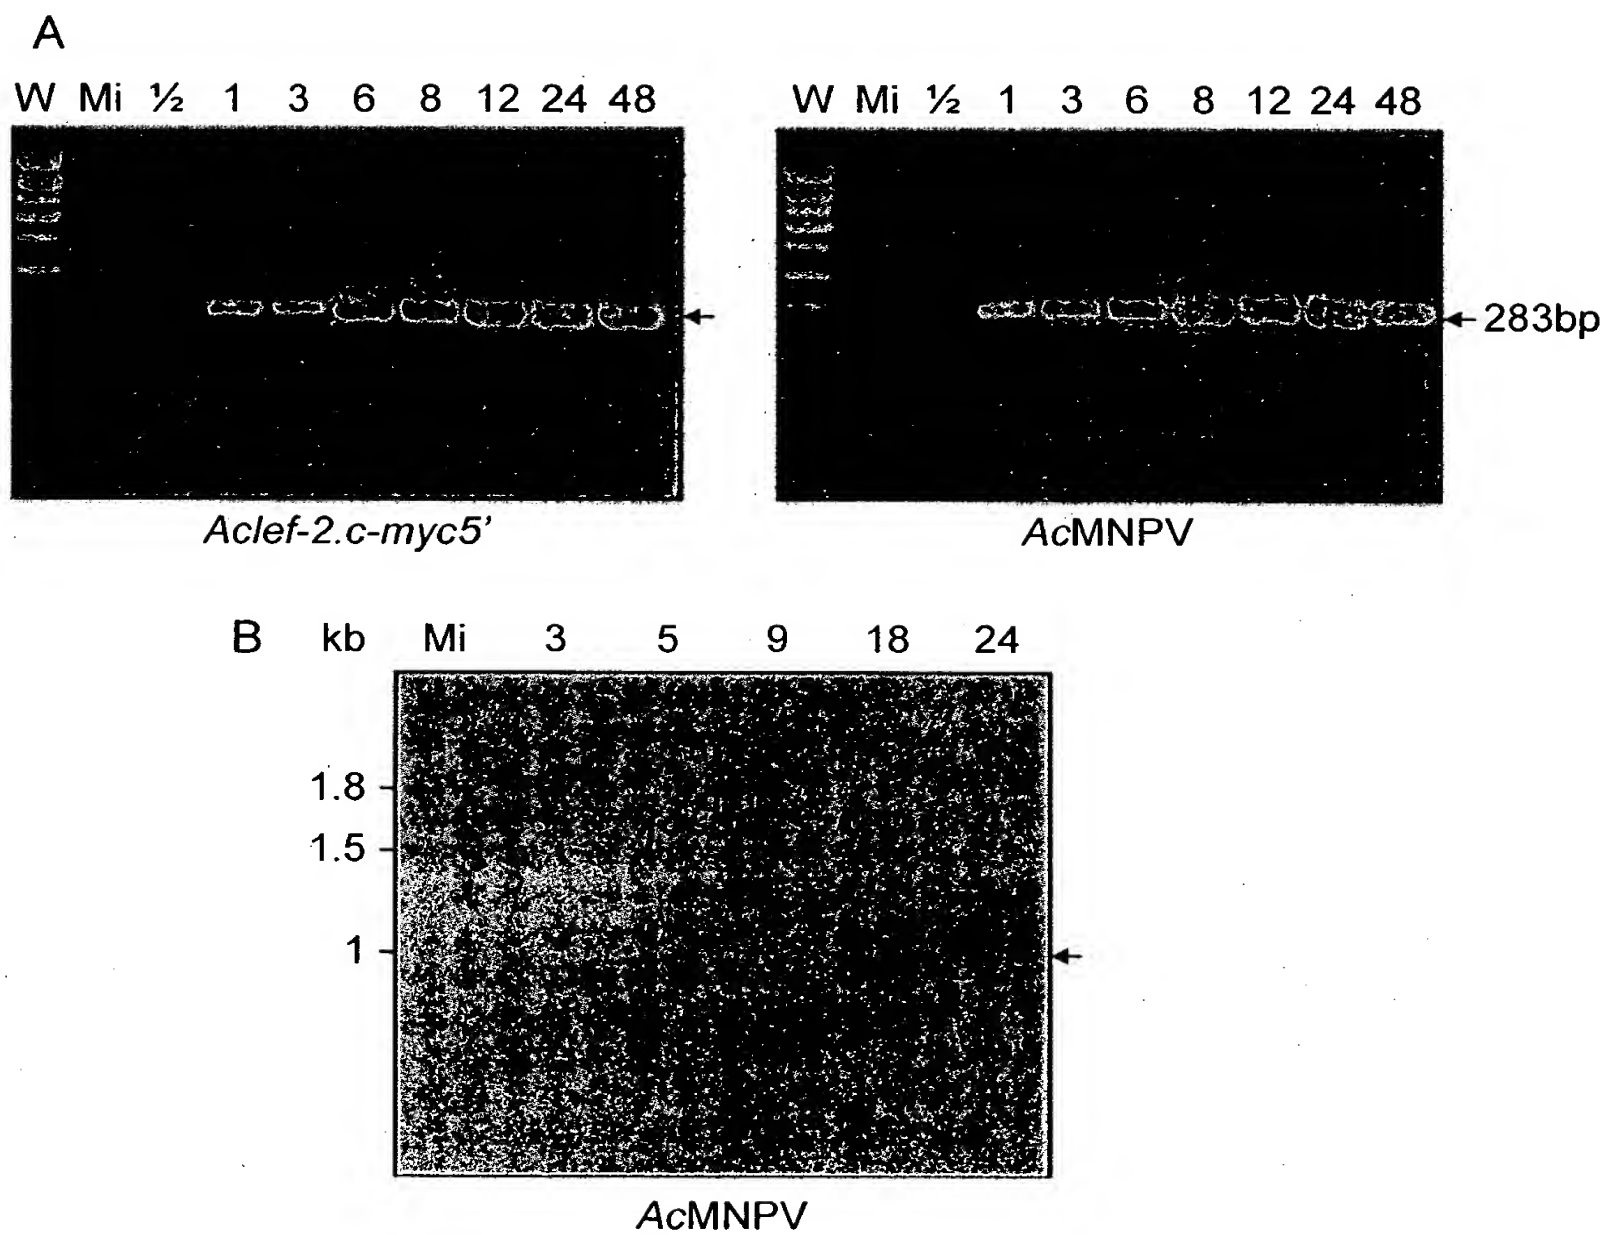 A
W Mi ½ 1 3 6 8 12 24 48
W Mi ½ 1 3 6 8 12 24 48
283bp
Aclef-2.c-myc5’
AcMNPV
B kb Mi 3 5 9 18 24
1.8
1.5
1
AcMNPV